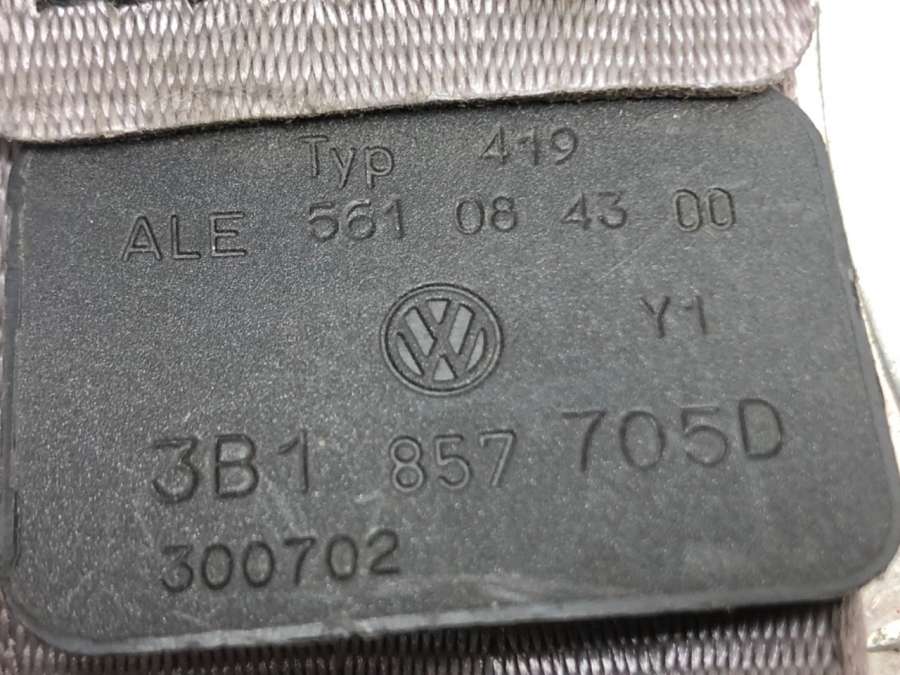 Typ 419
ALE 561 08 43 00
Y1
3B1 857 705D
300702